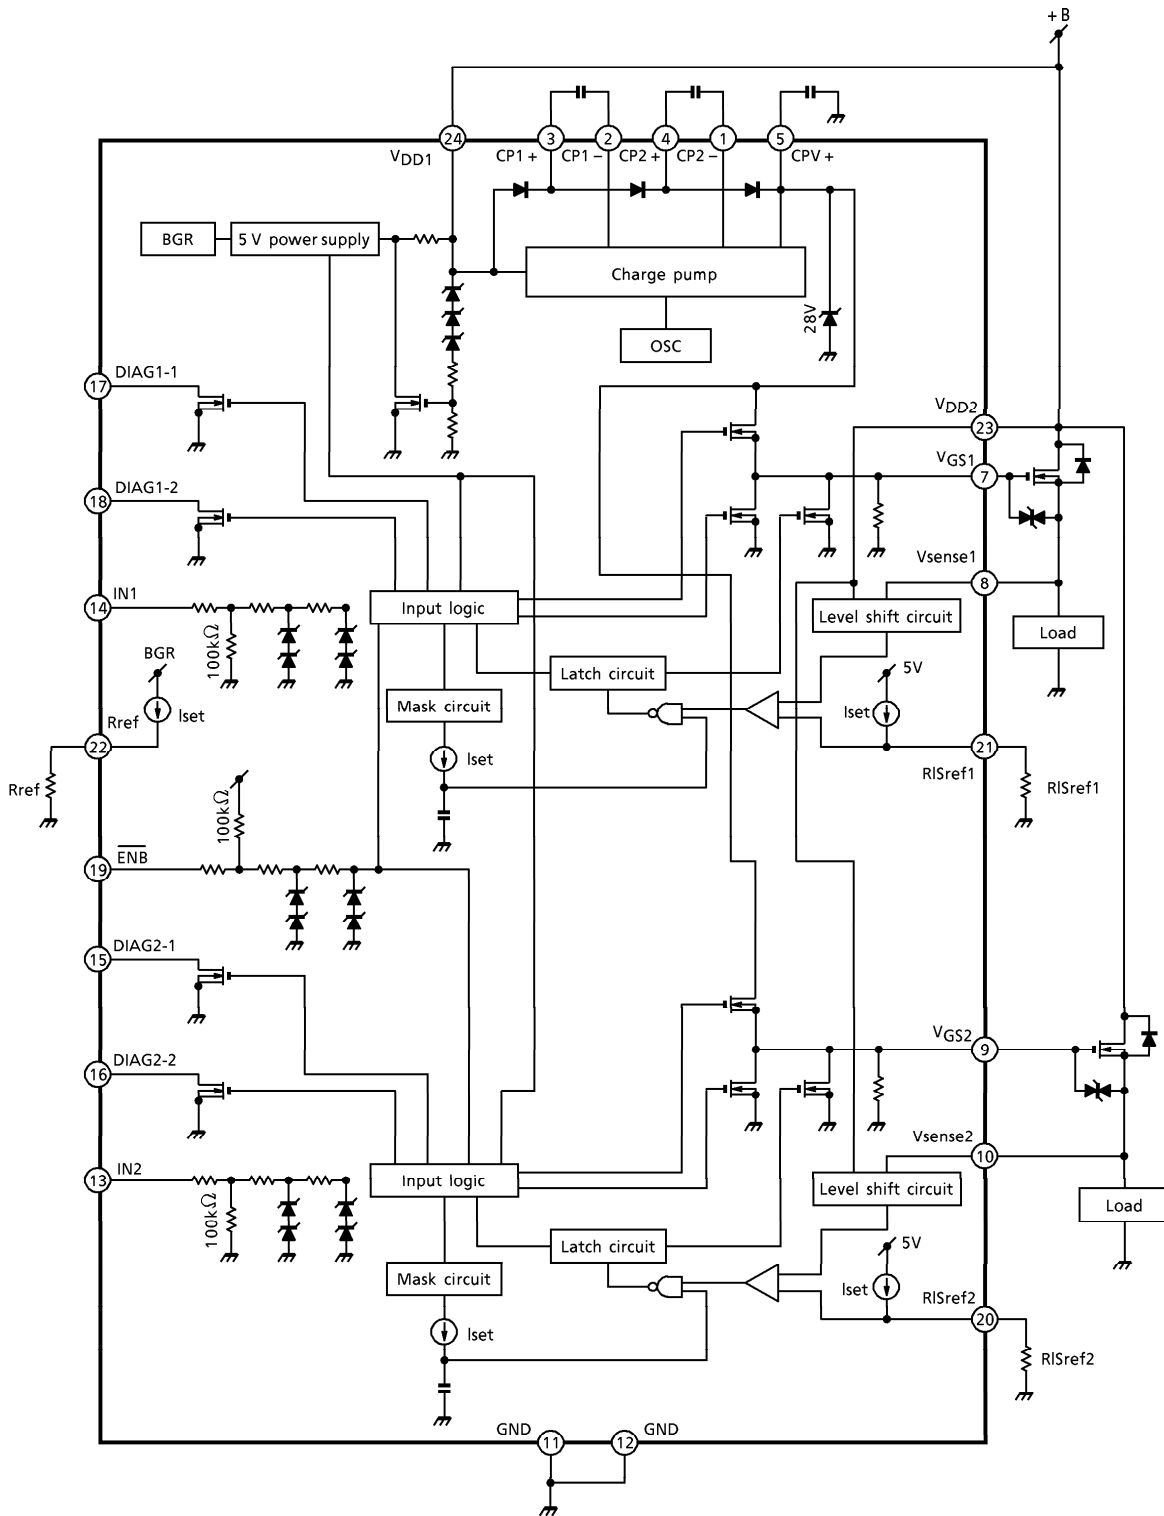 + B
24
3
2
4
1
5
VDD1
CP1 +
CP1 −
CP2 +
CP2 −
CPV +
BGR
5 V power supply
Charge pump
28V
OSC
17
DIAG1-1
VDD2
23
VGS1
7
18
DIAG1-2
Vsense1
8
14
IN1
Input logic
Level shift circuit
Load
100kΩ
BGR
Iset
Latch circuit
5V
Mask circuit
Iset
Rref
22
Iset
21
RISref1
RISref1
Rref
100kΩ
19
ENB
15
DIAG2-1
VGS2
9
16
DIAG2-2
Vsense2
10
13
IN2
Input logic
Level shift circuit
Load
100kΩ
Latch circuit
5V
Mask circuit
Iset
RISref2
20
Iset
RISref2
GND
11
12
GND